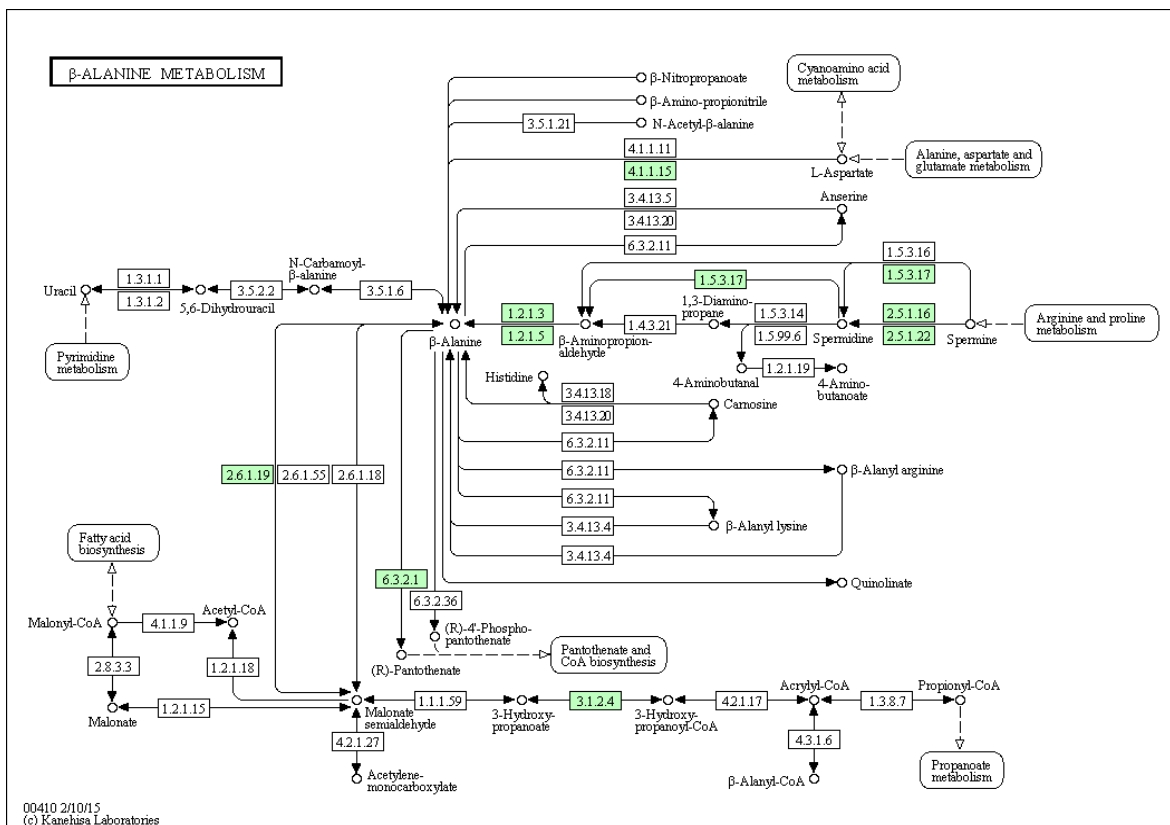 β-ALANINE METABOLISM
β-Nitropropanoate
β-Amino-propionitrile
3.5.1.21
N-Acetyl-β-alanine
Cyanoamino acid
metabolism
4.1.1.11
4.1.1.15
L-Aspartate
Alanine, aspartate and
glutamate metabolism
Anserine
3.4.13.5
3.4.13.20
6.3.2.11
1.5.3.16
1.5.3.17
1.5.3.17
Uracil
1.3.1.1
1.3.1.2
5,6-Dihydrouracil
3.5.2.2
N-Carbamoyl-
β-alanine
3.5.1.6
β-Alanine
1.2.1.3
1.2.1.5
β-Aminopropion-
aldehyde
1.4.3.21
1,3-Diamino-
propane
1.5.3.14
1.5.99.6
Spermidine
2.5.1.16
2.5.1.22
Spermine
Arginine and proline
metabolism
Pyrimidine
metabolism
4-Aminobutanal
1.2.1.19
4-Amino-
butanoate
Histidine
3.4.13.18
3.4.13.20
Carnosine
6.3.2.11
2.6.1.19
2.6.1.55
2.6.1.18
6.3.2.11
β-Alanyl arginine
6.3.2.11
3.4.13.4
β-Alanyl lysine
3.4.13.4
Fatty acid
biosynthesis
6.3.2.1
6.3.2.36
Quinolinate
Malonyl-CoA
4.1.1.9
Acetyl-CoA
(R)-4'-Phospho-
pantothenate
(R)-Pantothenate
Pantothenate and
CoA biosynthesis
2.8.3.3
1.2.1.18
Malonate
1.2.1.15
Malonate
semialdehyde
1.1.1.59
3-Hydroxy-
propanoate
3.1.2.4
3-Hydroxy-
propanoyl-CoA
4.2.1.17
Acrylyl-CoA
1.3.8.7
Propionyl-CoA
4.2.1.27
4.3.1.6
Acetylene-
monocarboxylate
β-Alanyl-CoA
Propanoate
metabolism
00410 2/10/15
(c) Kanehisa Laboratories